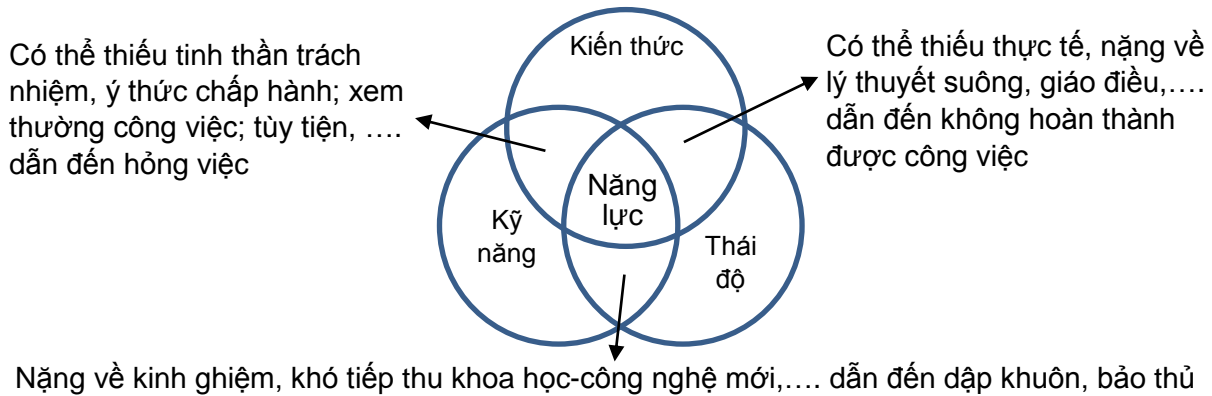 Có thể thiếu tinh thần trách
nhiệm, ý thức chấp hành; xem
thường công việc; tùy tiện, ….
dẫn đến hỏng việc
Kiến thức
Có thể thiếu thực tế, nặng về
lý thuyết suông, giáo điều,….
dẫn đến không hoàn thành
được công việc
Năng
lực
Kỹ
năng
Thái
độ
Nặng về kinh ghiệm, khó tiếp thu khoa học-công nghệ mới,…. dẫn đến dập khuôn, bảo thủ